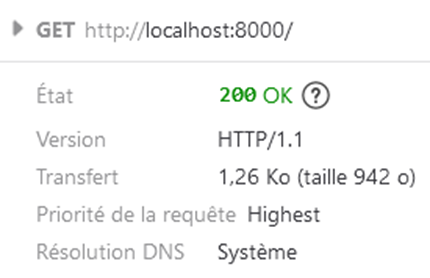 GET http://localhost:8000/
État 200 OK ?
Version HTTP/1.1
Transfert 1,26 Ko (taille 942 o)
Priorité de la requête Highest
Résolution DNS Système